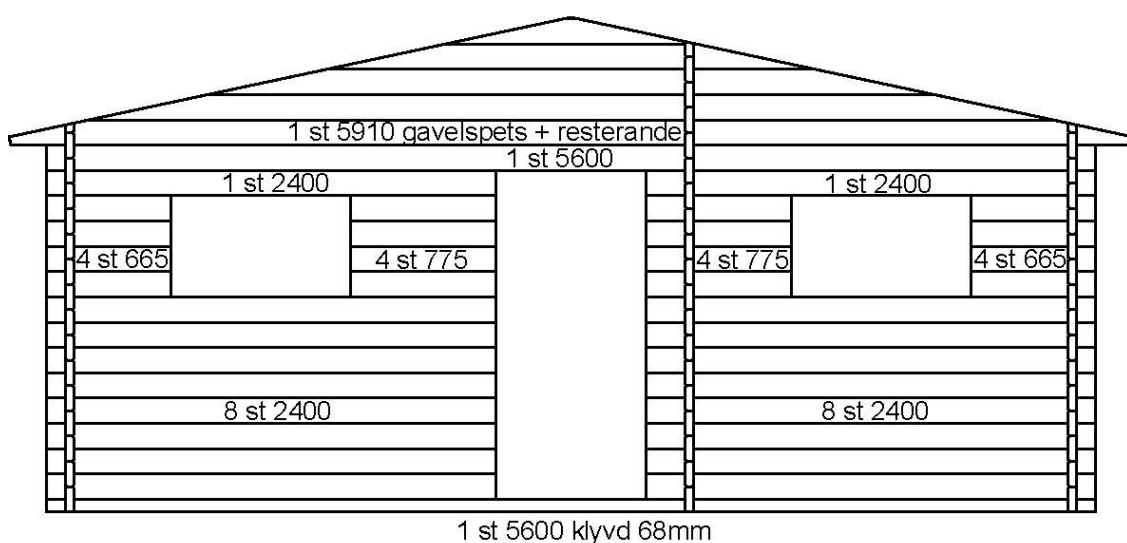 1 st 5910 gavelspets + resterande
1 st 5600
1 st 2400
1 st 2400
4 st 665
4 st 775
4 st 775
4 st 665
8 st 2400
8 st 2400
1 st 5600 klyvd 68mm